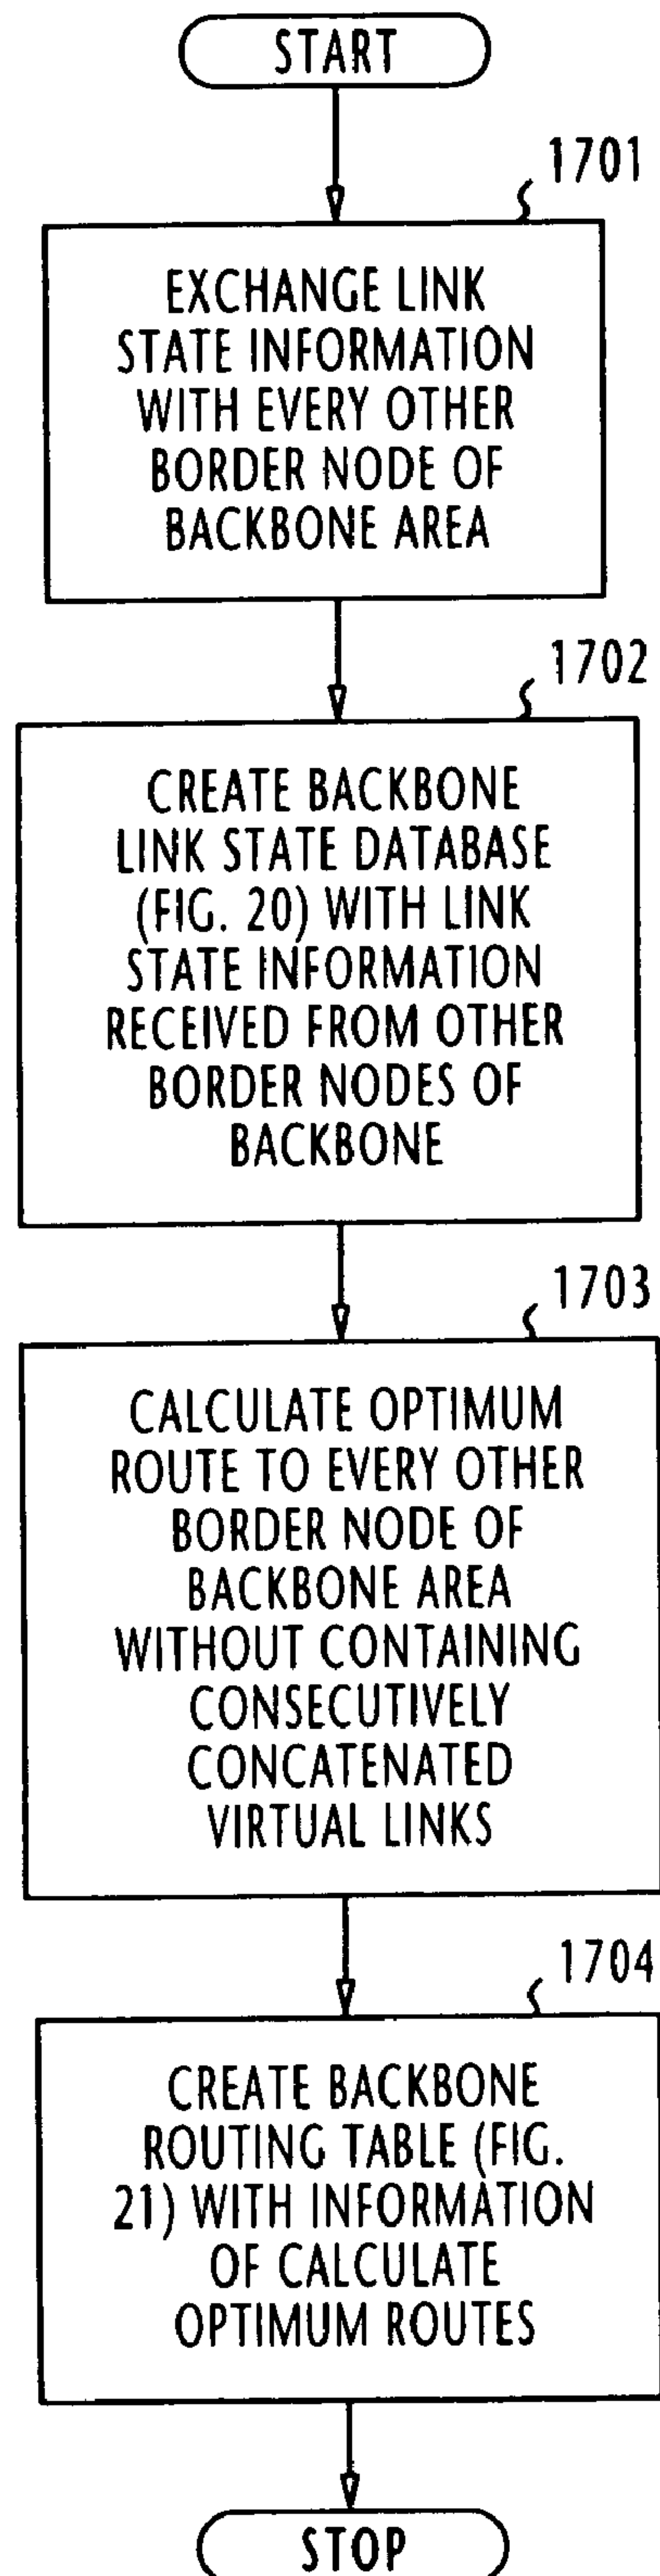 START
1701
EXCHANGE LINK
STATE INFORMATION
WITH EVERY OTHER
BORDER NODE OF
BACKBONE AREA
1702
CREATE BACKBONE
LINK STATE DATABASE
(FIG. 20) WITH LINK
STATE INFORMATION
RECEIVED FROM OTHER
BORDER NODES OF
BACKBONE
1703
CALCULATE OPTIMUM
ROUTE TO EVERY OTHER
BORDER NODE OF
BACKBONE AREA
WITHOUT CONTAINING
CONSECUTIVELY
CONCATENATED
VIRTUAL LINKS
1704
CREATE BACKBONE
ROUTING TABLE (FIG.
21) WITH INFORMATION
OF CALCULATE
OPTIMUM ROUTES
STOP